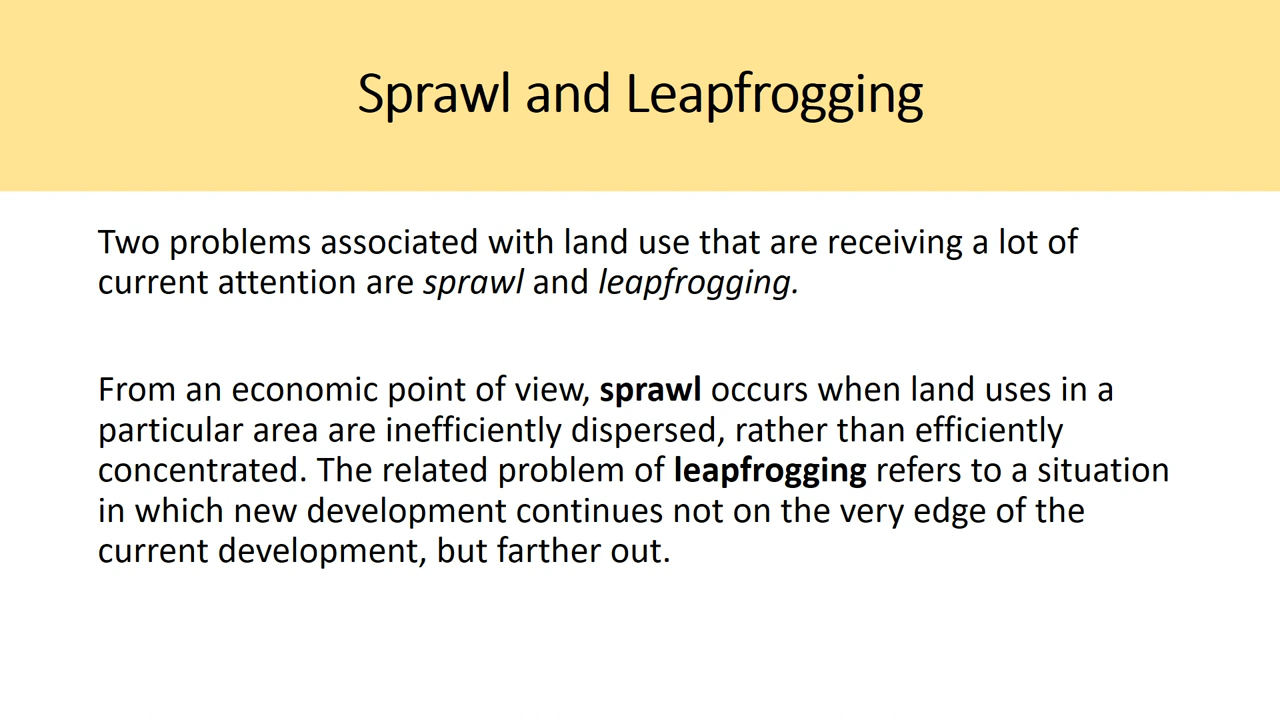 Sprawl and Leapfrogging
Two problems associated with land use that are receiving a lot of
current attention are sprawl and leapfrogging.
From an economic point of view, sprawl occurs when land uses in a
particular area are inefficiently dispersed, rather than efficiently
concentrated. The related problem of leapfrogging refers to a situation
in which new development continues not on the very edge of the
current development, but farther out.